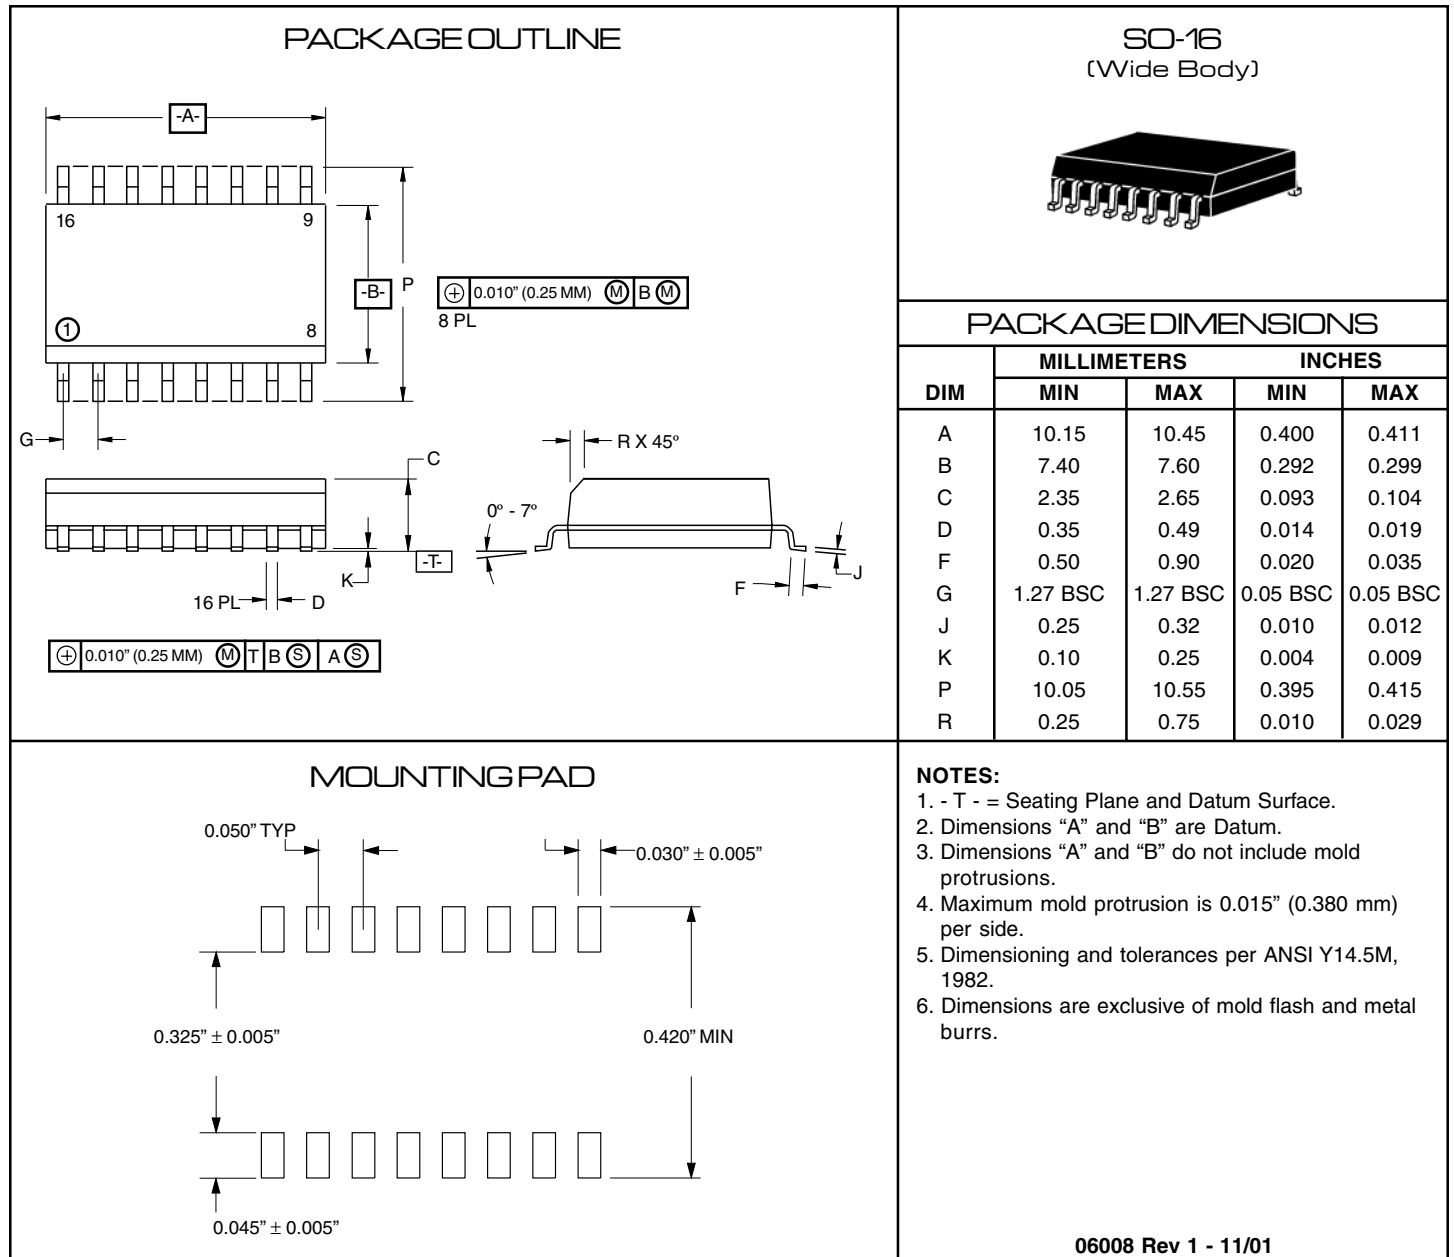 PACKAGE OUTLINE
-A-
16
9
-B-
P
⌖ 0.010” (0.25 MM) Ⓜ B Ⓜ
8 PL
1
8
G
C
R X 45º
0º - 7º
K
-T-
16 PL
D
F
J
⌖ 0.010” (0.25 MM) Ⓜ T B Ⓢ A Ⓢ
SO-16
(Wide Body)
PACKAGE DIMENSIONS
MILLIMETERS INCHES
DIM MIN MAX MIN MAX
A 10.15 10.45 0.400 0.411
B 7.40 7.60 0.292 0.299
C 2.35 2.65 0.093 0.104
D 0.35 0.49 0.014 0.019
F 0.50 0.90 0.020 0.035
G 1.27 BSC 1.27 BSC 0.05 BSC 0.05 BSC
J 0.25 0.32 0.010 0.012
K 0.10 0.25 0.004 0.009
P 10.05 10.55 0.395 0.415
R 0.25 0.75 0.010 0.029
MOUNTING PAD
0.050” TYP
0.030” ± 0.005”
0.325” ± 0.005”
0.420” MIN
0.045” ± 0.005”
NOTES:
1. - T - = Seating Plane and Datum Surface.
2. Dimensions “A” and “B” are Datum.
3. Dimensions “A” and “B” do not include mold
protrusions.
4. Maximum mold protrusion is 0.015” (0.380 mm)
per side.
5. Dimensioning and tolerances per ANSI Y14.5M,
1982.
6. Dimensions are exclusive of mold flash and metal
burrs.
06008 Rev 1 - 11/01